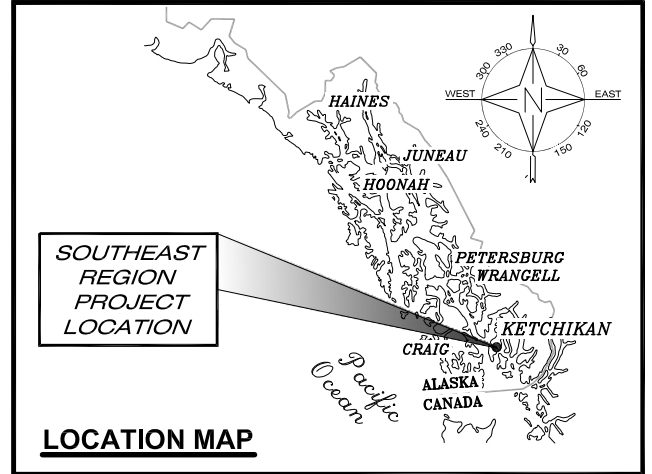 HAINES
JUNEAU
HOONAH
PETERSBURG
WRANGELL
KETCHIKAN
CRAIG
ALASKA
CANADA
Pacific
Ocean
SOUTHEAST
REGION
PROJECT
LOCATION
LOCATION MAP
330
30
300
60
WEST
N
EAST
240
120
210
150